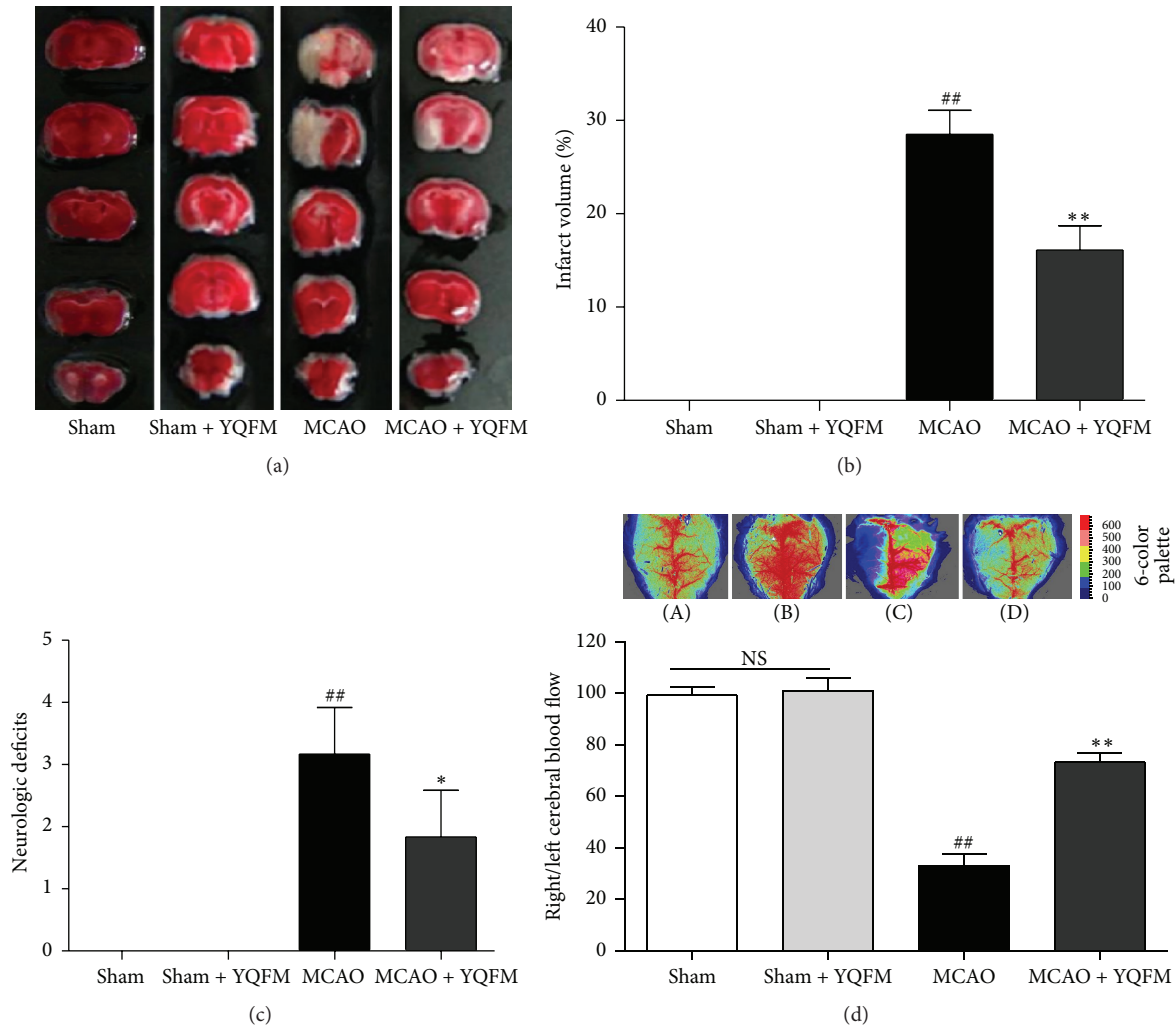 Sham
Sham + YQFM
MCAO
MCAO + YQFM
(a)
40
30
20
10
0
Infarct volume (%)
##
**
Sham
Sham + YQFM
MCAO
MCAO + YQFM
(b)
5
4
3
2
1
0
Neurologic deficits
##
*
Sham
Sham + YQFM
MCAO
MCAO + YQFM
(c)
(A)
(B)
(C)
(D)
600
500
400
300
200
100
0
6-color
palette
120
100
80
60
40
20
0
Right/left cerebral blood flow
NS
##
**
Sham
Sham + YQFM
MCAO
MCAO + YQFM
(d)